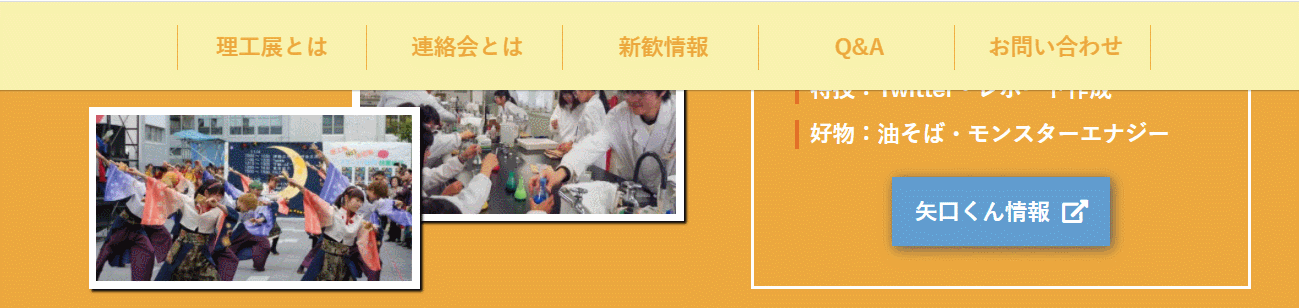 理工展とは
連絡会とは
新歓情報
Q&A
お問い合わせ
特技：Twitter・レポート作成
好物：油そば・モンスターエナジー
矢口くん情報